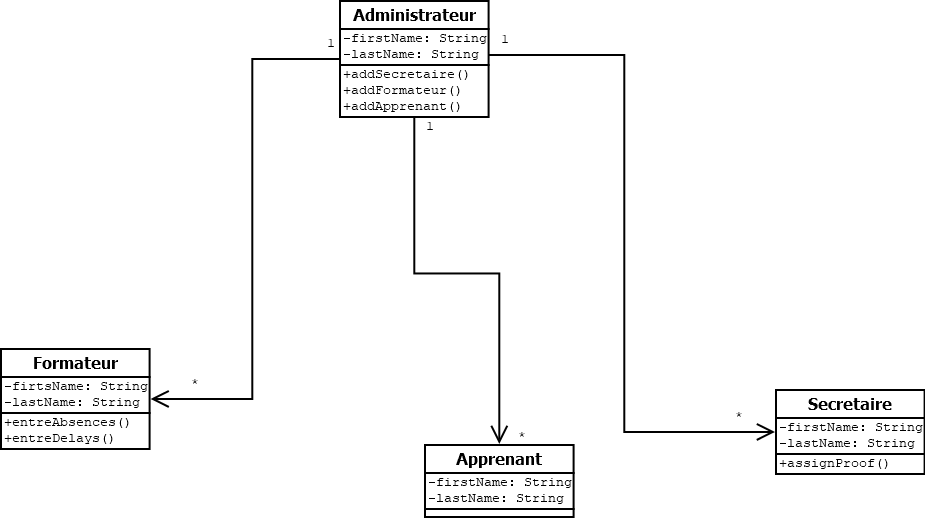 Administrateur
-firstName: String
-lastName: String
+addSecretaire()
+addFormateur()
+addApprenant()
1
1
1
Formateur
-firtsName: String
-lastName: String
+entreAbsences()
+entreDelays()
*
*
*
Apprenant
-firstName: String
-lastName: String
Secretaire
-firstName: String
-lastName: String
+assignProof()